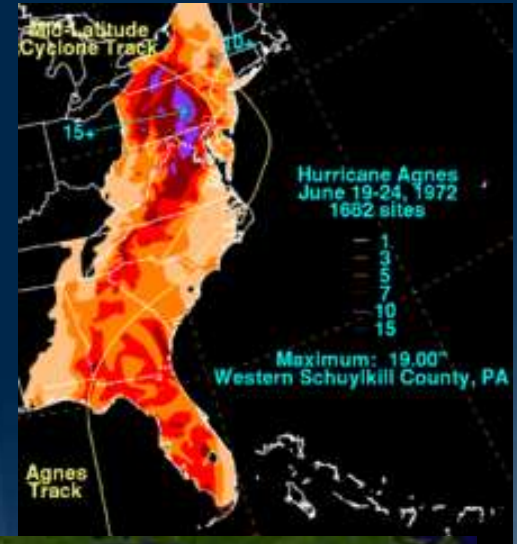 Mid-Latitude
Cyclone Track
10+
15+
Hurricane Agnes
June 19-24, 1972
1682 sites
1
3
5
7
10
15
Maximum: 19.00"
Western Schuylkill County, PA
Agnes
Track